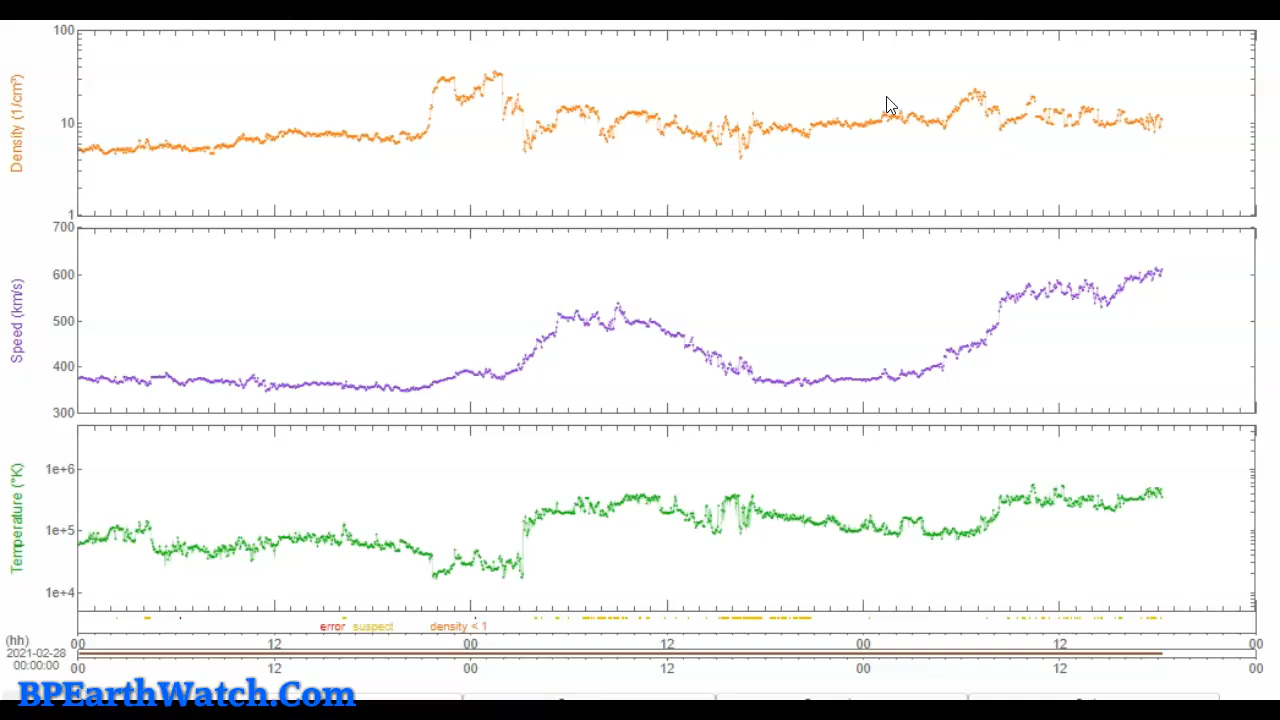 100
Density (1/cm³)
10
1
700
600
Speed (km/s)
500
400
300
1e+6
Temperature (°K)
1e+5
1e+4
error suspect density < 1
(hh) 00 12 00 12 00 12 00
2021-02-28
00:00:00 00 12 00 12 00 12 00
BPEarthWatch.Com